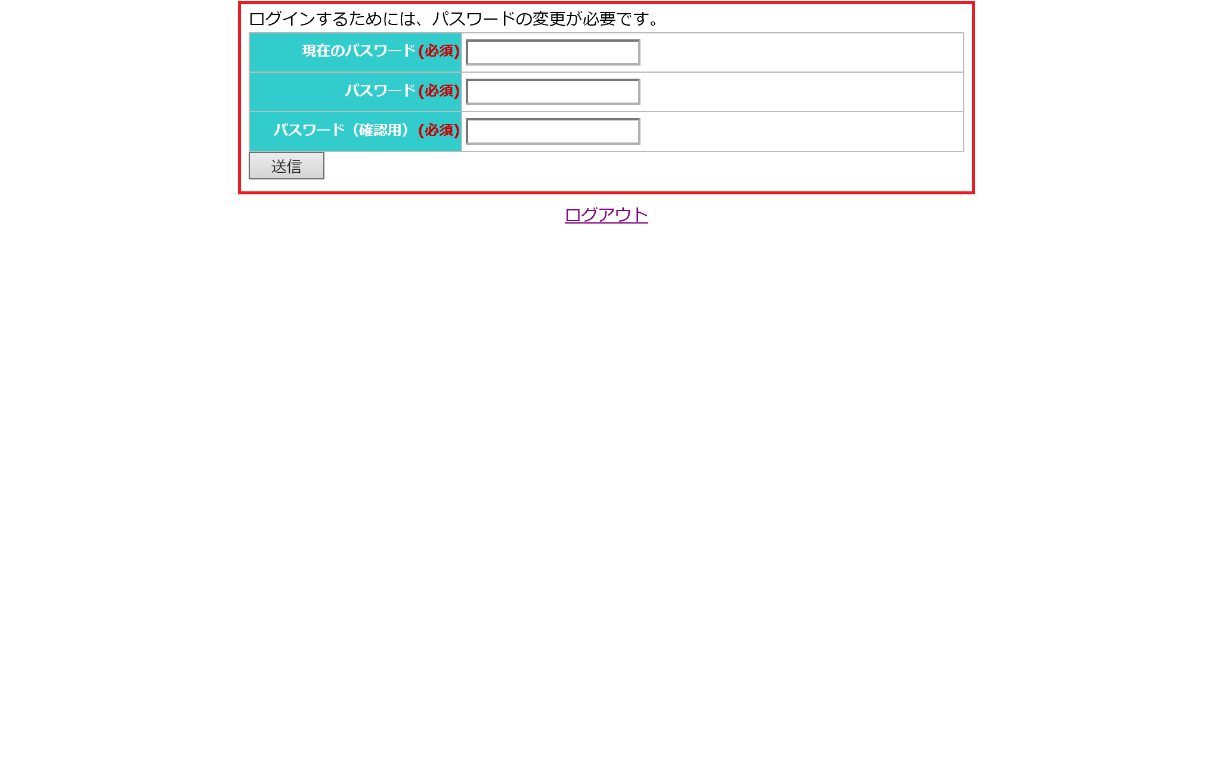 ログインするためには、パスワードの変更が必要です。
現在のパスワード(必須)
パスワード(必須)
パスワード（確認用）(必須)
送信
ログアウト